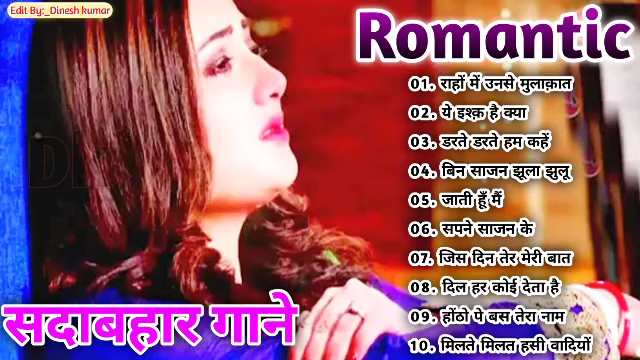 Edit By:_Dinesh kumar
Romantic
01. राहों में उनसे मुलाक़ात
02. ये इश्क़ है क्या
03. डरते डरते हम कहें
04. बिन साजन झूला झुलू
05. जाती हूँ मैं
06. सपने साजन के
07. जिस दिन तेर मेरी बात
08. दिल हर कोई देता है
09. होंठो पे बस तेरा नाम
10. मिलते मिलत हसी वादियों
सदाबहार गाने